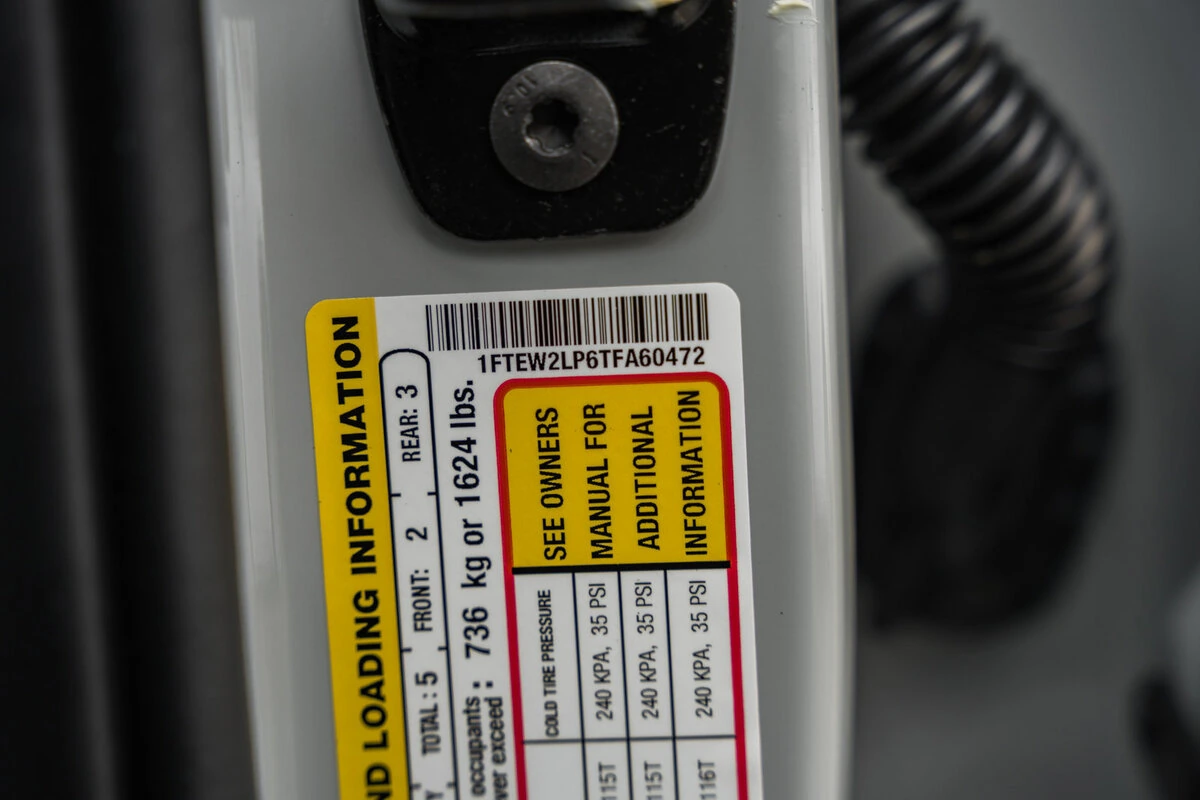 10.9
1FTEW2LP6TFA60472
ND LOADING INFORMATION
TOTAL : 5 FRONT: 2 REAR: 3
occupants : 736 kg or 1624 lbs.
ver exceed :
COLD TIRE PRESSURE
115T 240 KPA, 35 PSI
115T 240 KPA, 35 PSI
116T 240 KPA, 35 PSI
SEE OWNERS
MANUAL FOR
ADDITIONAL
INFORMATION